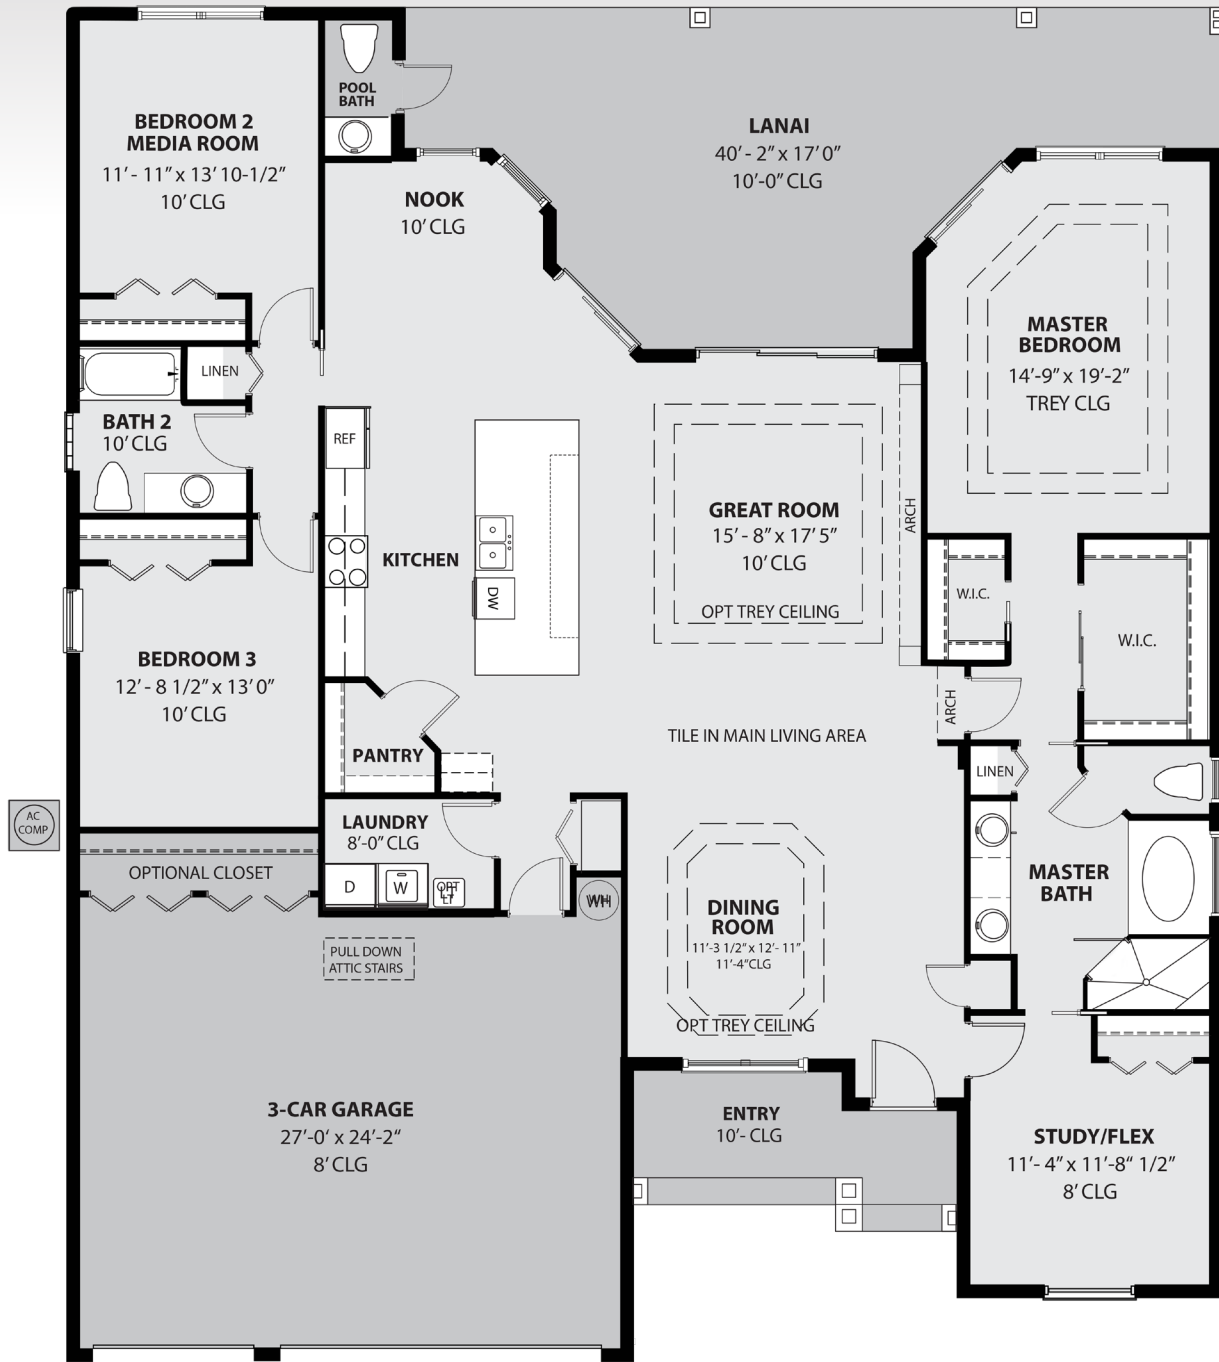 POOL
BATH
BEDROOM 2
MEDIA ROOM
11' - 11" x 13' 10-1/2"
10' CLG
LANAI
40' - 2" x 17' 0"
10'-0" CLG
NOOK
10' CLG
MASTER
BEDROOM
14'-9" x 19'-2"
TREY CLG
LINEN
BATH 2
10' CLG
REF
KITCHEN
DW
GREAT ROOM
15' - 8" x 17' 5"
10' CLG
OPT TREY CEILING
ARCH
W.I.C.
W.I.C.
BEDROOM 3
12' - 8 1/2" x 13' 0"
10' CLG
ARCH
TILE IN MAIN LIVING AREA
PANTRY
LINEN
AC
COMP
LAUNDRY
8'-0" CLG
D
W
OPT
LT
WH
OPTIONAL CLOSET
MASTER
BATH
DINING
ROOM
11'-3 1/2" x 12'- 11"
11'-4"CLG
OPT TREY CEILING
PULL DOWN
ATTIC STAIRS
3-CAR GARAGE
27'-0' x 24'-2"
8' CLG
ENTRY
10'- CLG
STUDY/FLEX
11'- 4" x 11'-8" 1/2"
8' CLG